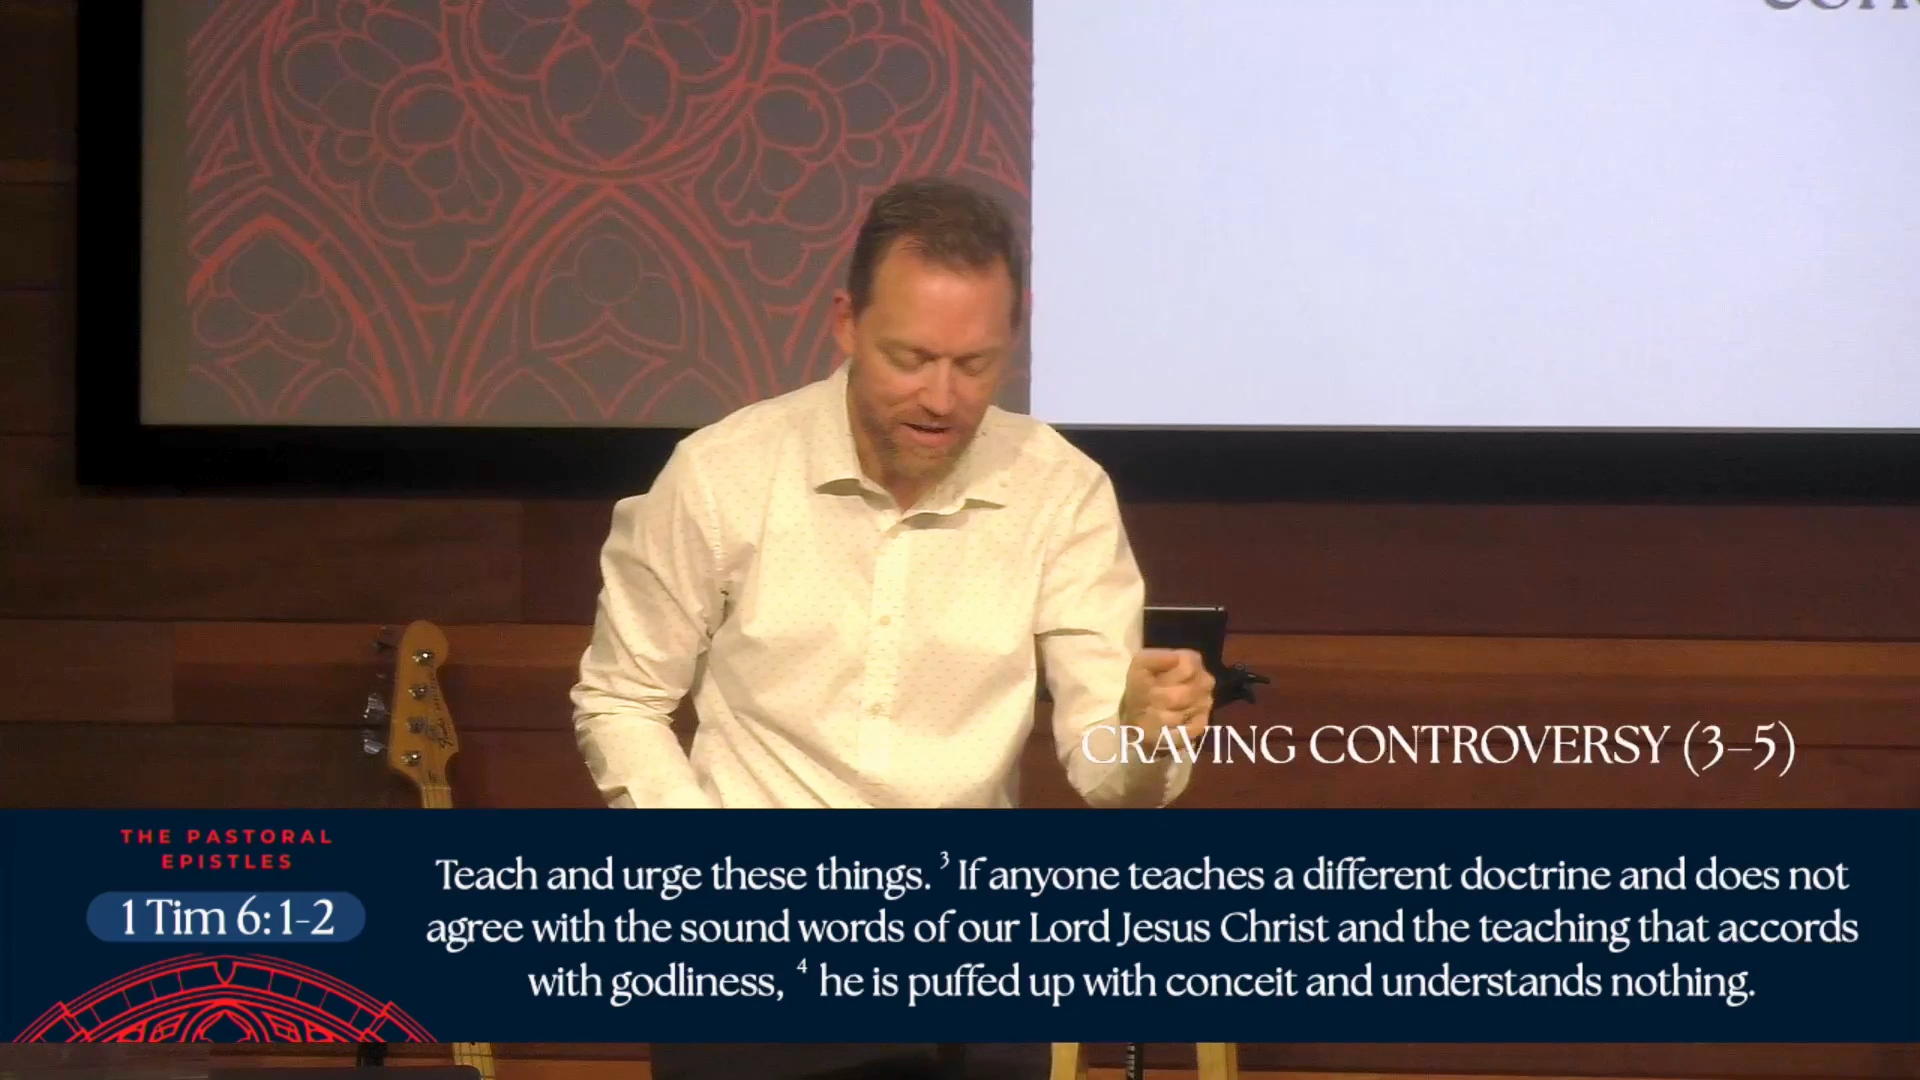 CRAVING CONTROVERSY (3–5)
THE PASTORAL
EPISTLES
1 Tim 6:1-2
Teach and urge these things. ³ If anyone teaches a different doctrine and does not
agree with the sound words of our Lord Jesus Christ and the teaching that accords
with godliness, ⁴ he is puffed up with conceit and understands nothing.